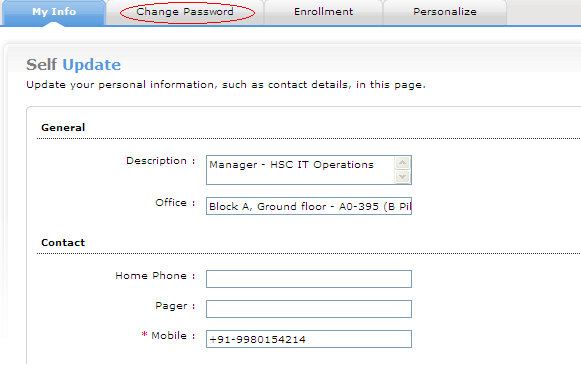 My Info Change Password Enrollment Personalize
Self Update
Update your personal information, such as contact details, in this page.
General
Description : Manager - HSC IT Operations
Office : Block A, Ground floor - A0-395 (B Pil
Contact
Home Phone :
Pager :
* Mobile : +91-9980154214